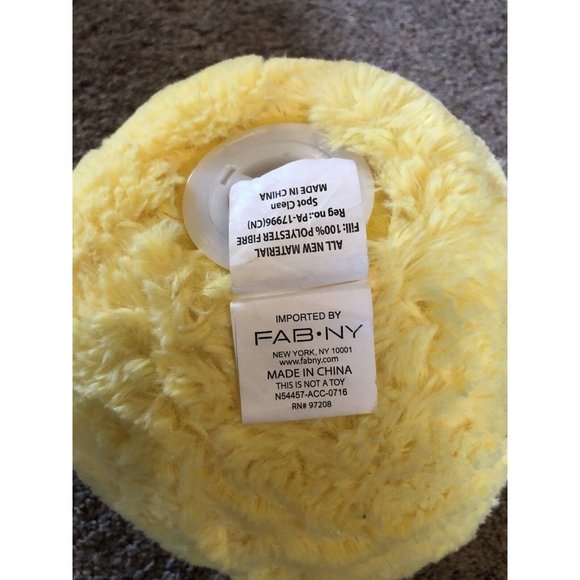 ALL NEW MATERIAL
Fill: 100% POLYESTER FIBRE
Reg no.:PA-17996(CN)
Spot Clean
MADE IN CHINA
IMPORTED BY
FAB•NY
NEW YORK, NY 10001
www.fabny.com
MADE IN CHINA
THIS IS NOT A TOY
N54457-ACC-0716
RN# 97208